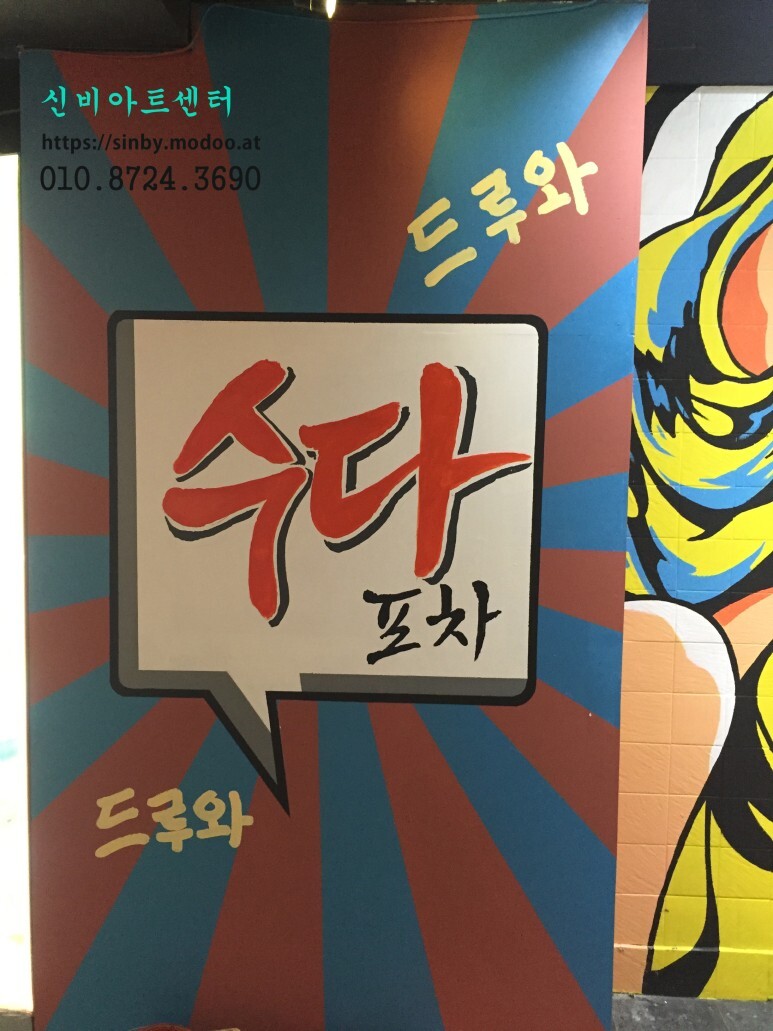 신비아트센터
https://sinby.modoo.at
010.8724.3690
드루와
수다
포차
드루와